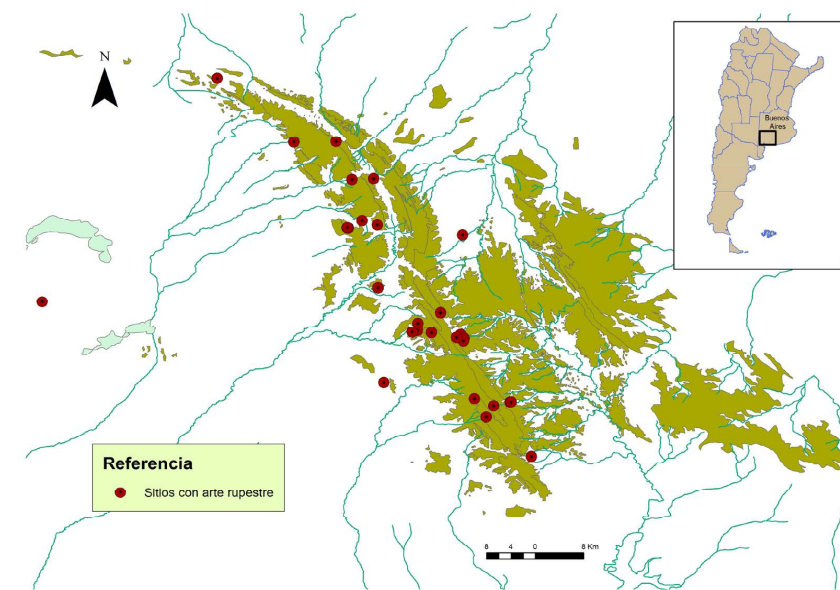 N
Buenos
Aires
Referencia
Sitios con arte rupestre
8 4 0 8 Km